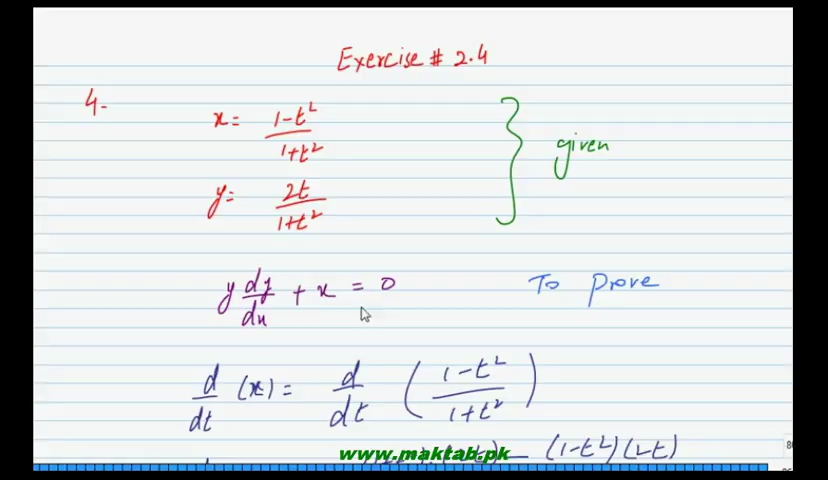 Exercise # 2.4
4-
x = 1-t²/1+t²
given
y = 2t/1+t²
y dy/dx + x = 0 To prove
d/dt (x) = d/dt (1-t²/1+t²)
www.maktab.pk
- (1-t²)(2t)